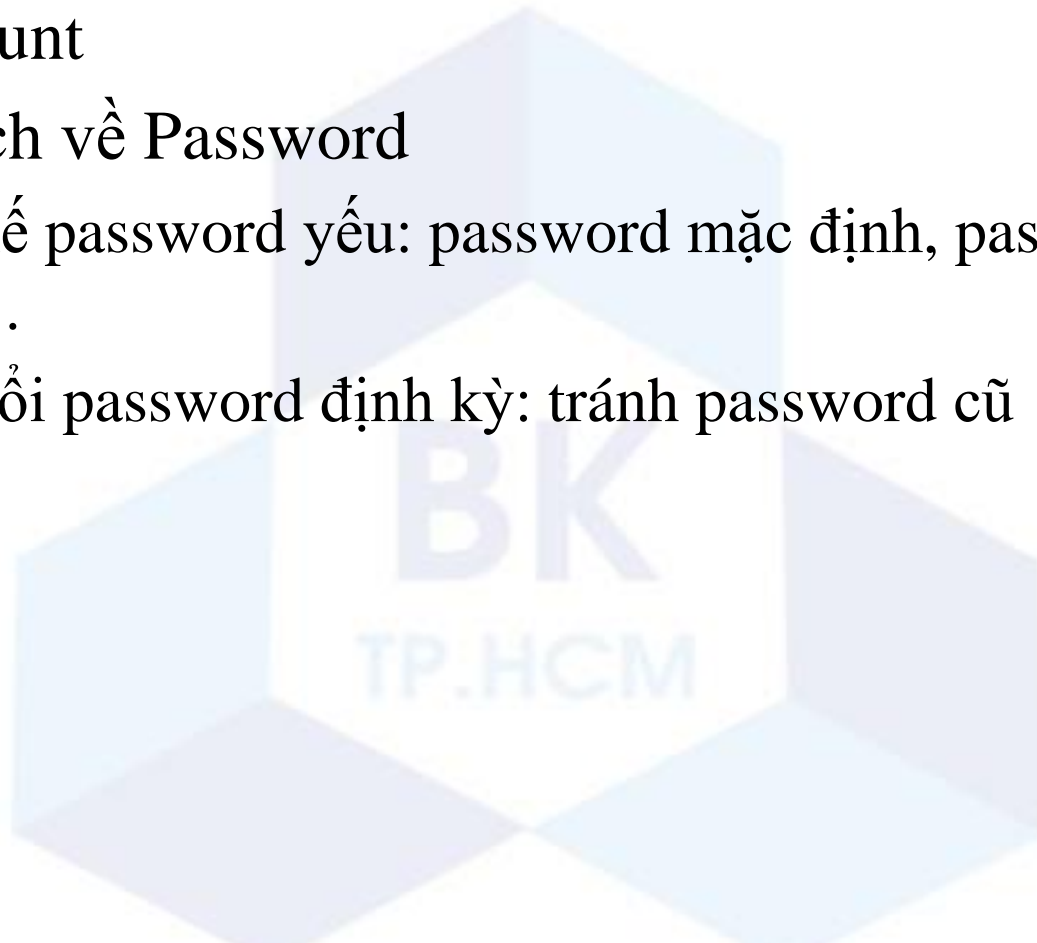 unt
ch về Password
ế password yếu: password mặc định, pas
.
ổi password định kỳ: tránh password cũ
BK
TP.HCM